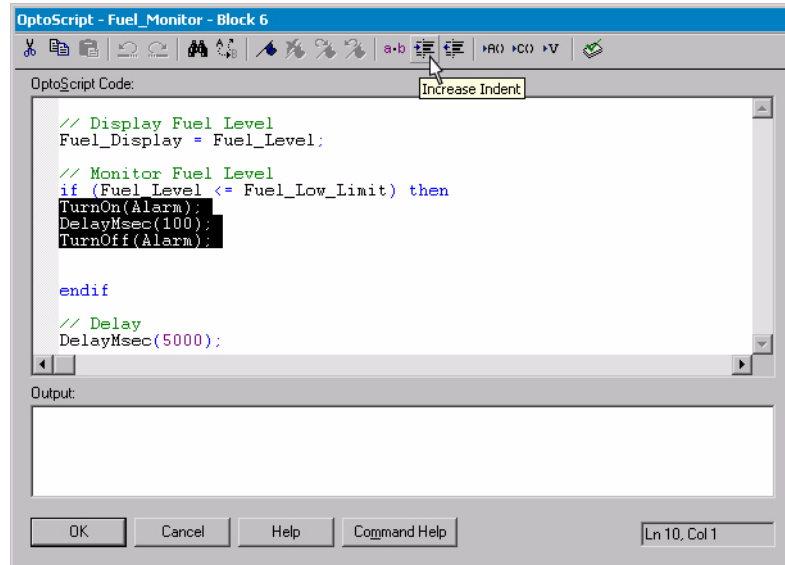 OptoScript - Fuel_Monitor - Block 6
a•b ▸A() ▸C() ▸V
OptoScript Code:
Increase Indent
// Display Fuel Level
Fuel_Display = Fuel_Level;
// Monitor Fuel Level
if (Fuel_Level <= Fuel_Low_Limit) then
TurnOn(Alarm);
DelayMsec(100);
TurnOff(Alarm);
endif
// Delay
DelayMsec(5000);
Output:
OK Cancel Help Command Help Ln 10, Col 1